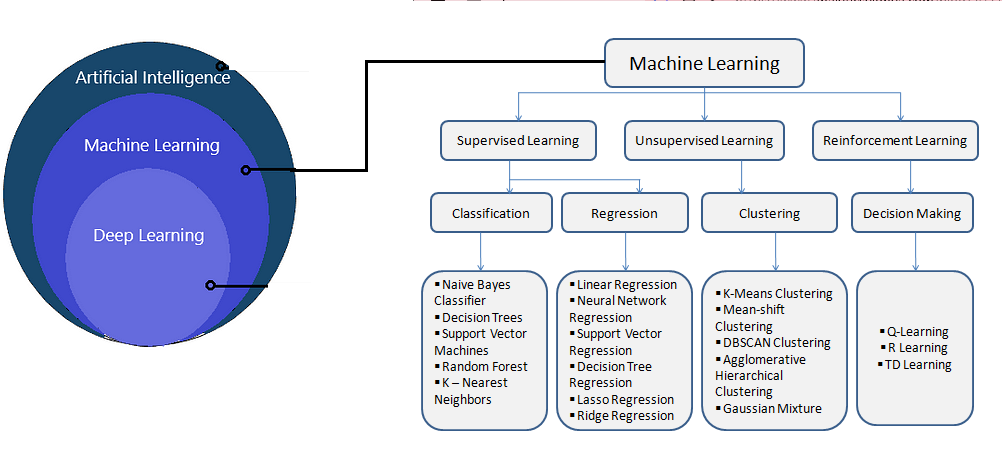 Artificial Intelligence
Machine Learning
Deep Learning
Machine Learning
Supervised Learning
Unsupervised Learning
Reinforcement Learning
Classification
Regression
Clustering
Decision Making
▪ Naive Bayes
Classifier
▪ Decision Trees
▪ Support Vector
Machines
▪ Random Forest
▪ K – Nearest
Neighbors
▪ Linear Regression
▪ Neural Network
Regression
▪ Support Vector
Regression
▪ Decision Tree
Regression
▪ Lasso Regression
▪ Ridge Regression
▪ K-Means Clustering
▪ Mean-shift
Clustering
▪ DBSCAN Clustering
▪ Agglomerative
Hierarchical
Clustering
▪ Gaussian Mixture
▪ Q-Learning
▪ R Learning
▪ TD Learning